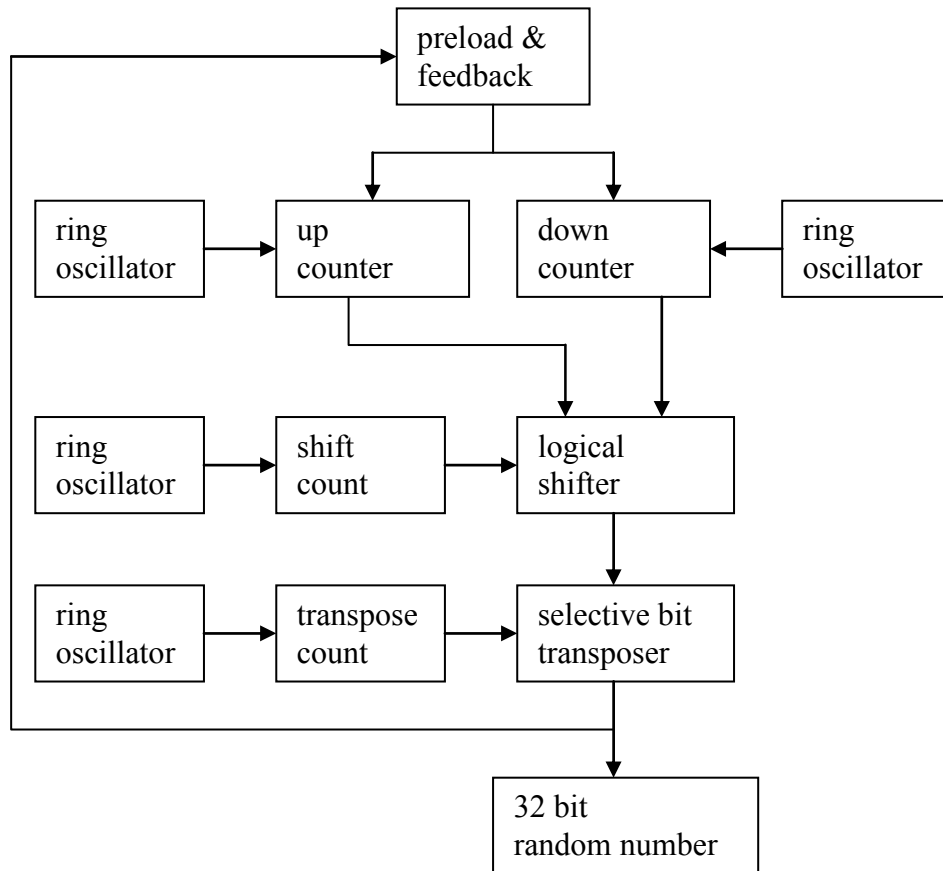 preload &
feedback
ring
oscillator
up
counter
down
counter
ring
oscillator
ring
oscillator
shift
count
logical
shifter
ring
oscillator
transpose
count
selective bit
transposer
32 bit
random number